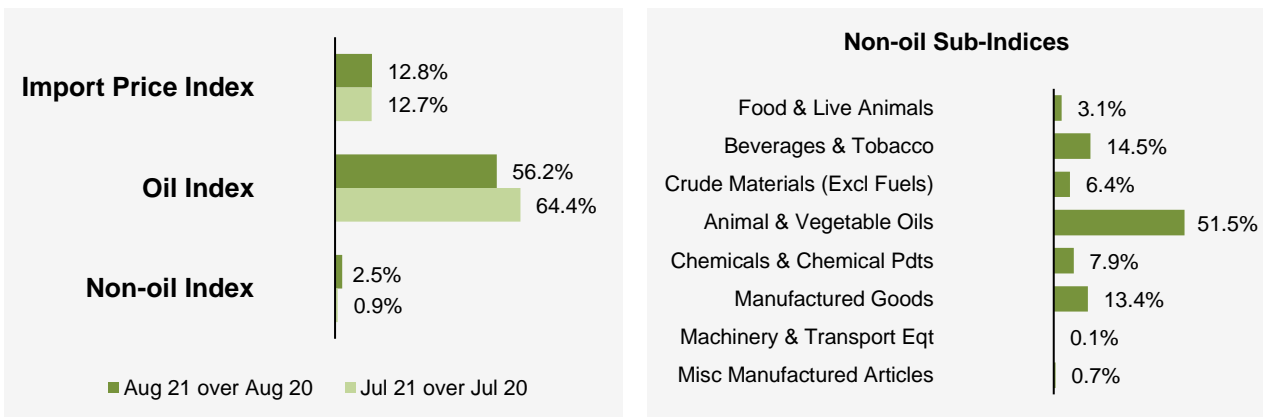 Import Price Index
12.8%
12.7%
Oil Index
56.2%
64.4%
Non-oil Index
2.5%
0.9%
Aug 21 over Aug 20
Jul 21 over Jul 20
Non-oil Sub-Indices
Food & Live Animals 3.1%
Beverages & Tobacco 14.5%
Crude Materials (Excl Fuels) 6.4%
Animal & Vegetable Oils 51.5%
Chemicals & Chemical Pdts 7.9%
Manufactured Goods 13.4%
Machinery & Transport Eqt 0.1%
Misc Manufactured Articles 0.7%